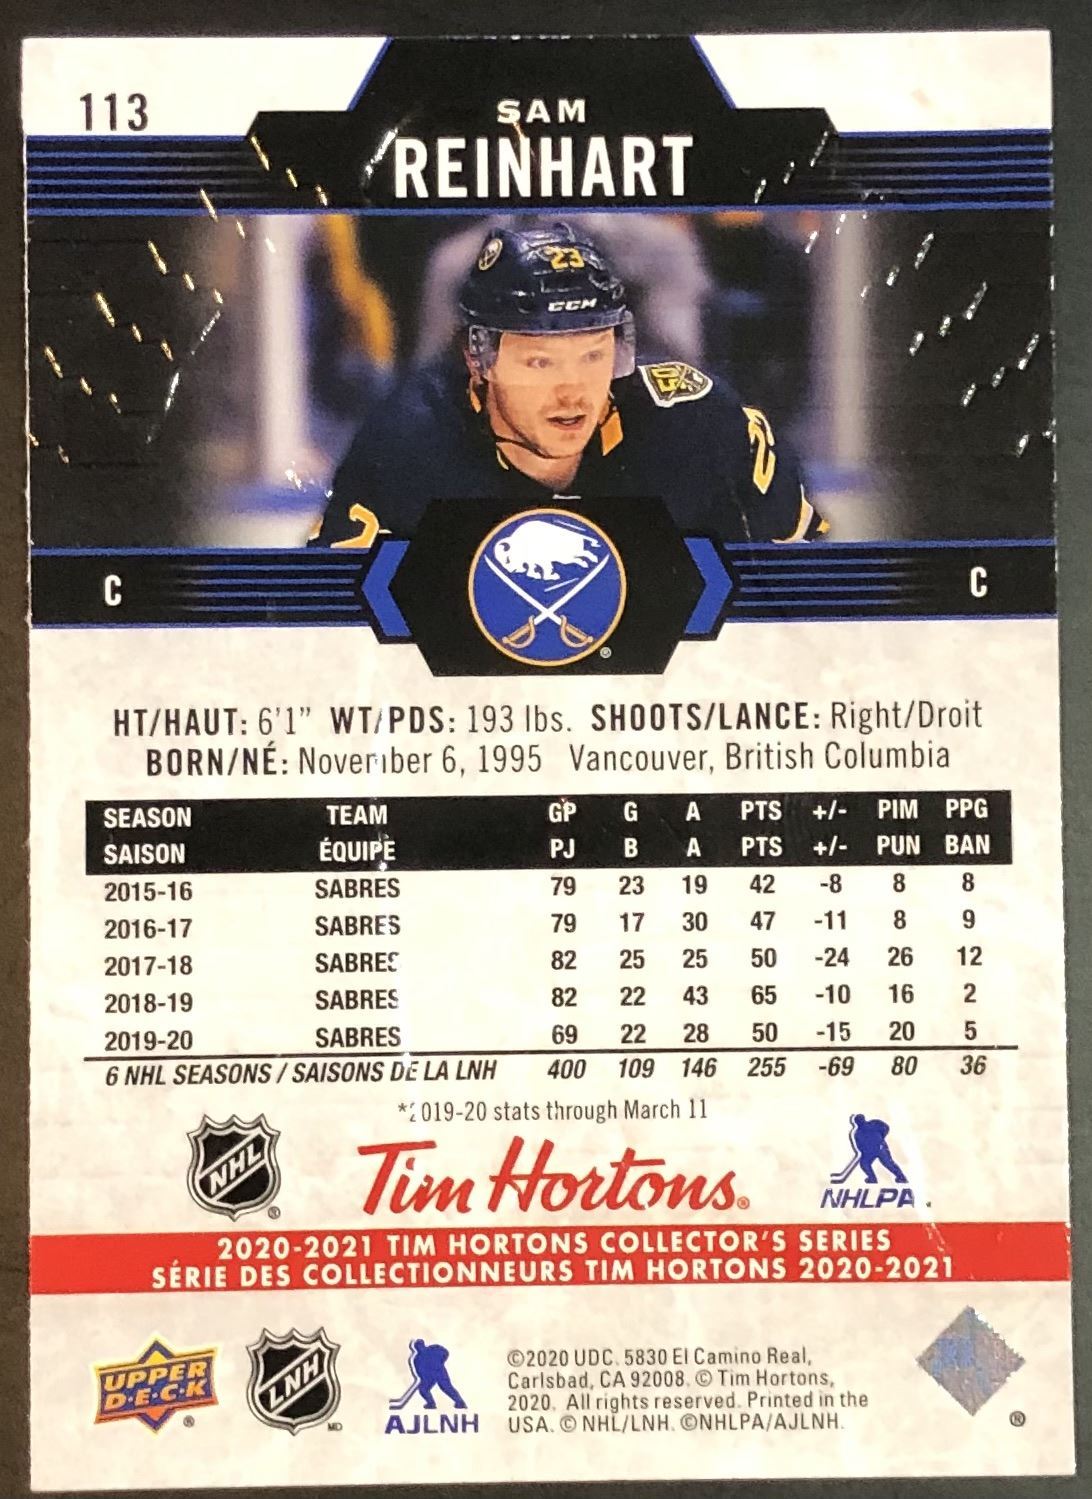 113
SAM
REINHART
23
CCM
50
23
2
C
C
HT/HAUT: 6'1" WT/PDS: 193 lbs. SHOOTS/LANCE: Right/Droit
BORN/NÉ: November 6, 1995 Vancouver, British Columbia
SEASON TEAM GP G A PTS +/- PIM PPG
SAISON ÉQUIPE PJ B A PTS +/- PUN BAN
2015-16 SABRES 79 23 19 42 -8 8 8
2016-17 SABRES 79 17 30 47 -11 8 9
2017-18 SABRES 82 25 25 50 -24 26 12
2018-19 SABRES 82 22 43 65 -10 16 2
2019-20 SABRES 69 22 28 50 -15 20 5
6 NHL SEASONS / SAISONS DE LA LNH 400 109 146 255 -69 80 36
*2019-20 stats through March 11
NHL Tim Hortons® NHLPA
2020-2021 TIM HORTONS COLLECTOR'S SERIES
SÉRIE DES COLLECTIONNEURS TIM HORTONS 2020-2021
UPPER DECK® LNH MD AJLNH
©2020 UDC. 5830 El Camino Real,
Carlsbad, CA 92008. © Tim Hortons,
2020. All rights reserved. Printed in the
USA. © NHL/LNH. ©NHLPA/AJLNH.
®